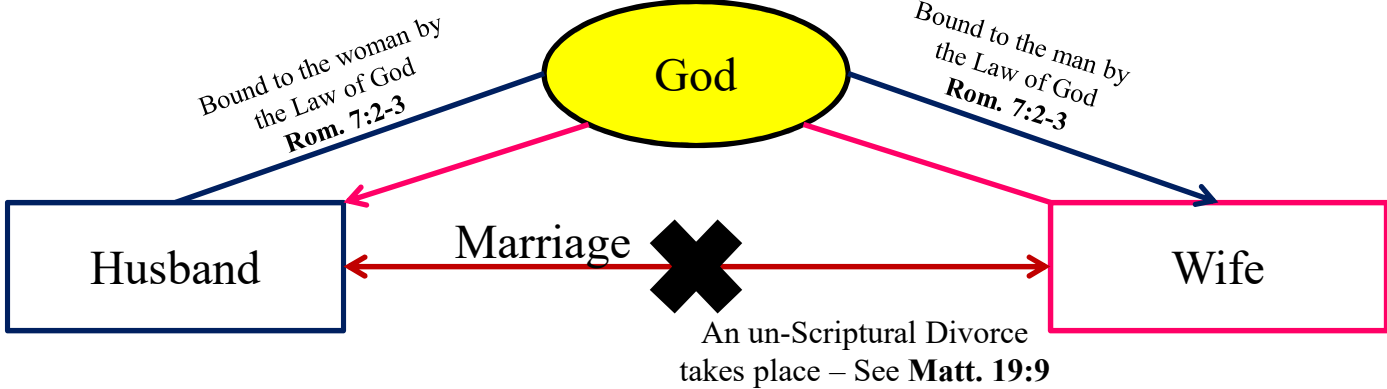 Bound to the woman by
the Law of God
Rom. 7:2-3
God
Bound to the man by
the Law of God
Rom. 7:2-3
Husband
Marriage
Wife
An un-Scriptural Divorce
takes place – See Matt. 19:9